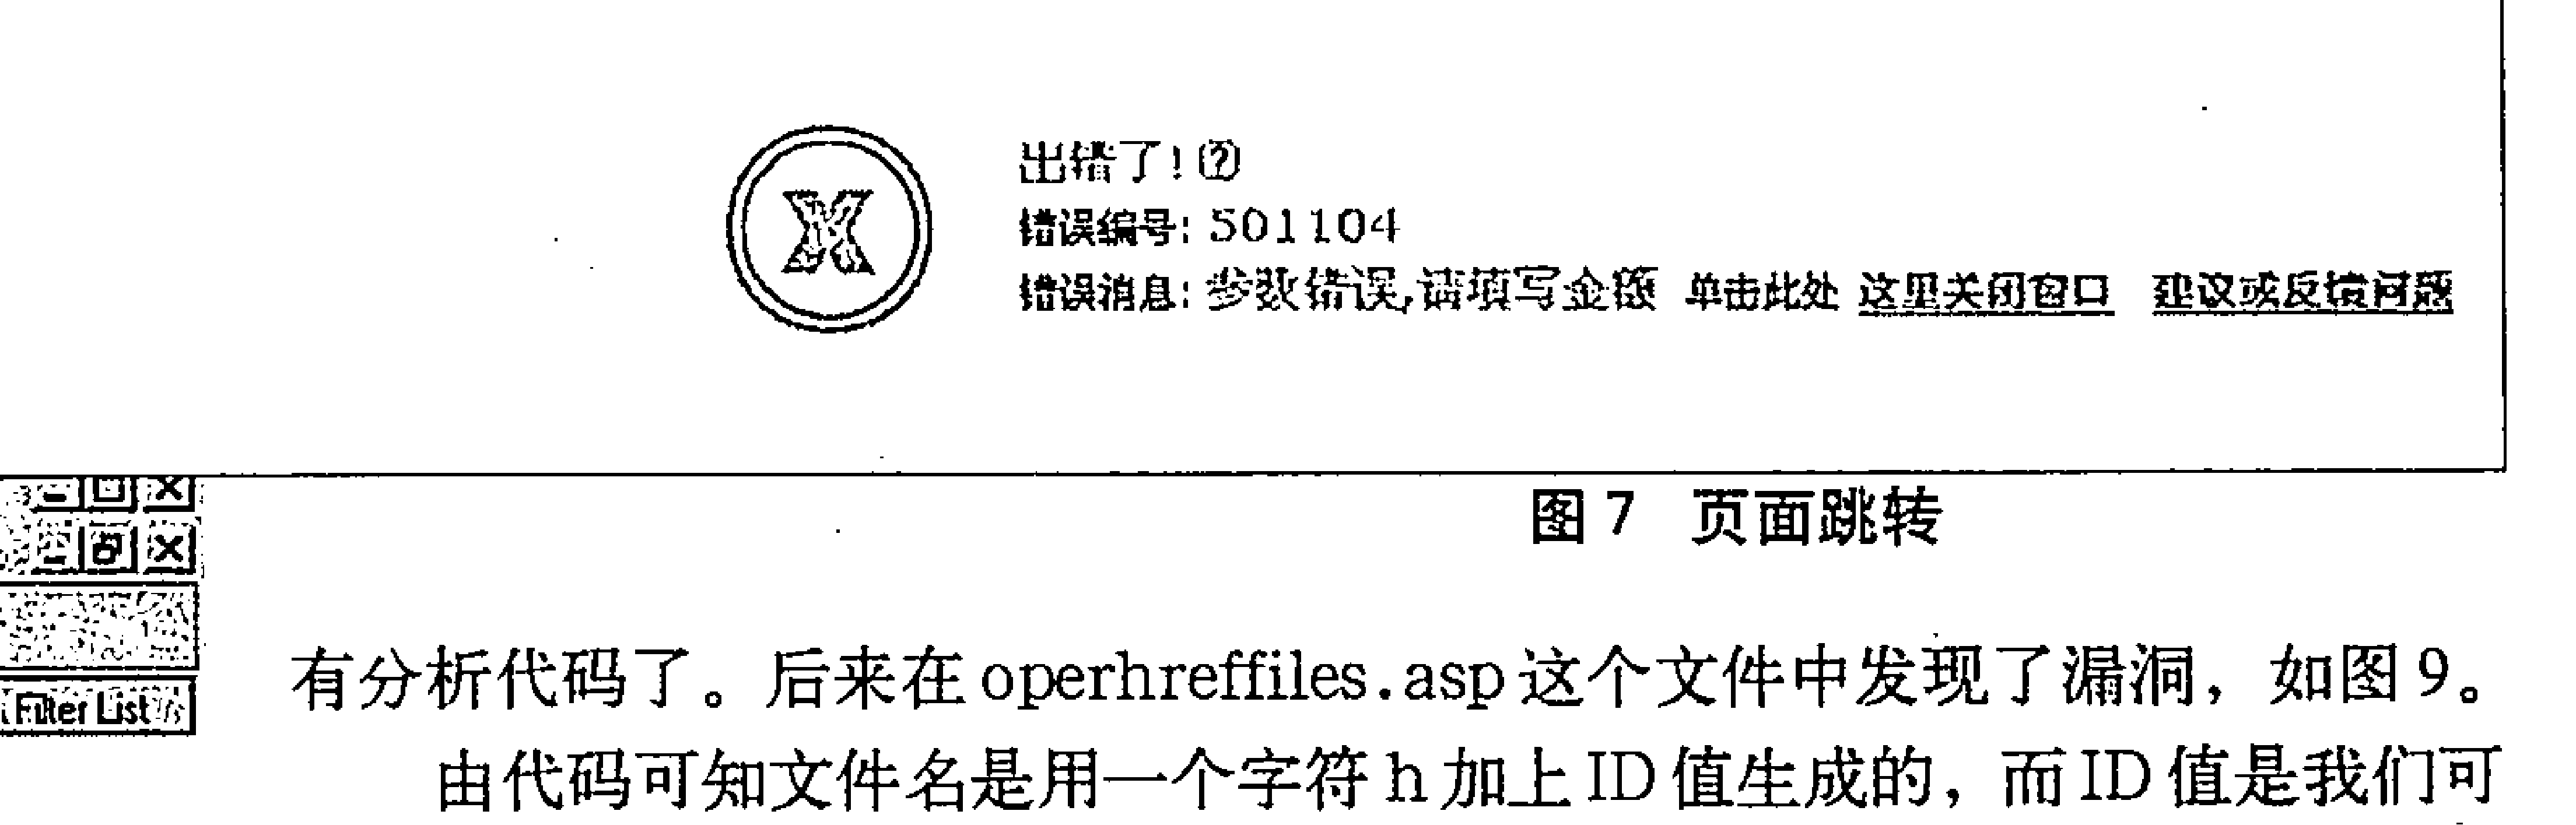 出错了!?
错误编号: 501104
错误消息: 参数错误,请填写金额 单击此处 这里关闭窗口 建议或反馈问题
图 7 页面跳转
Filter List
有分析代码了。后来在 operhreffiles.asp 这个文件中发现了漏洞，如图 9。
由代码可知文件名是用一个字符 h 加上 ID 值生成的，而 ID 值是我们可